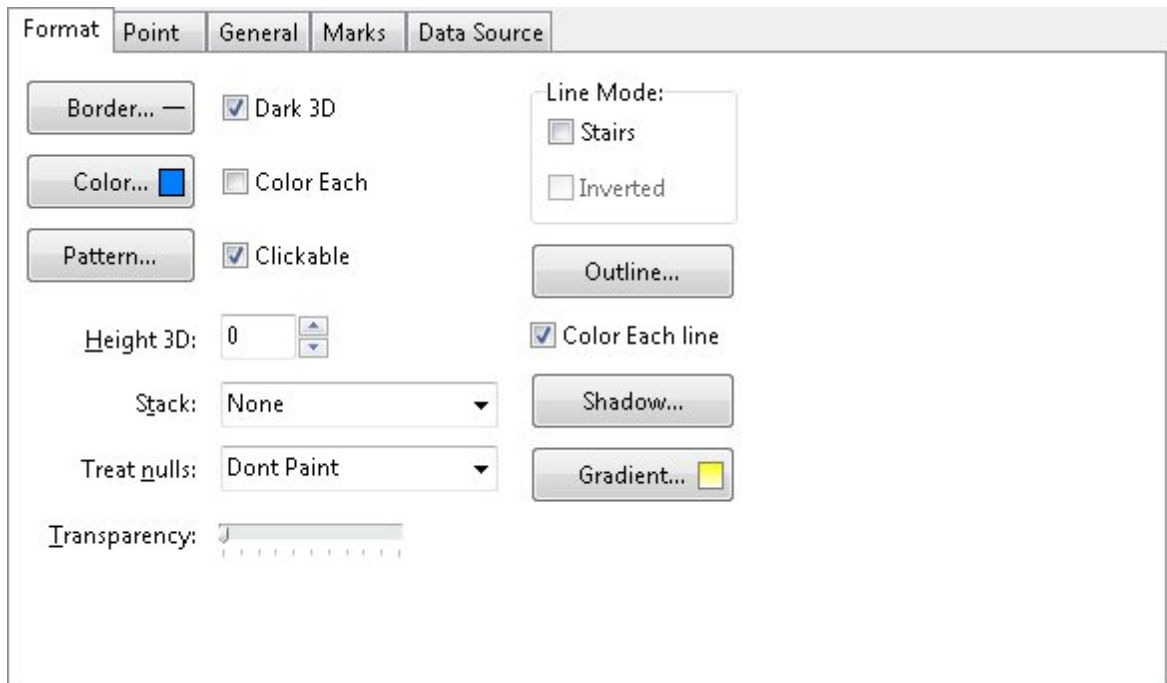 Format Point General Marks Data Source
Border...
Dark 3D
Line Mode:
Stairs
Color...
Color Each
Inverted
Pattern...
Clickable
Outline...
Height 3D: 0
Color Each line
Stack: None
Shadow...
Treat nulls: Dont Paint
Gradient...
Transparency: